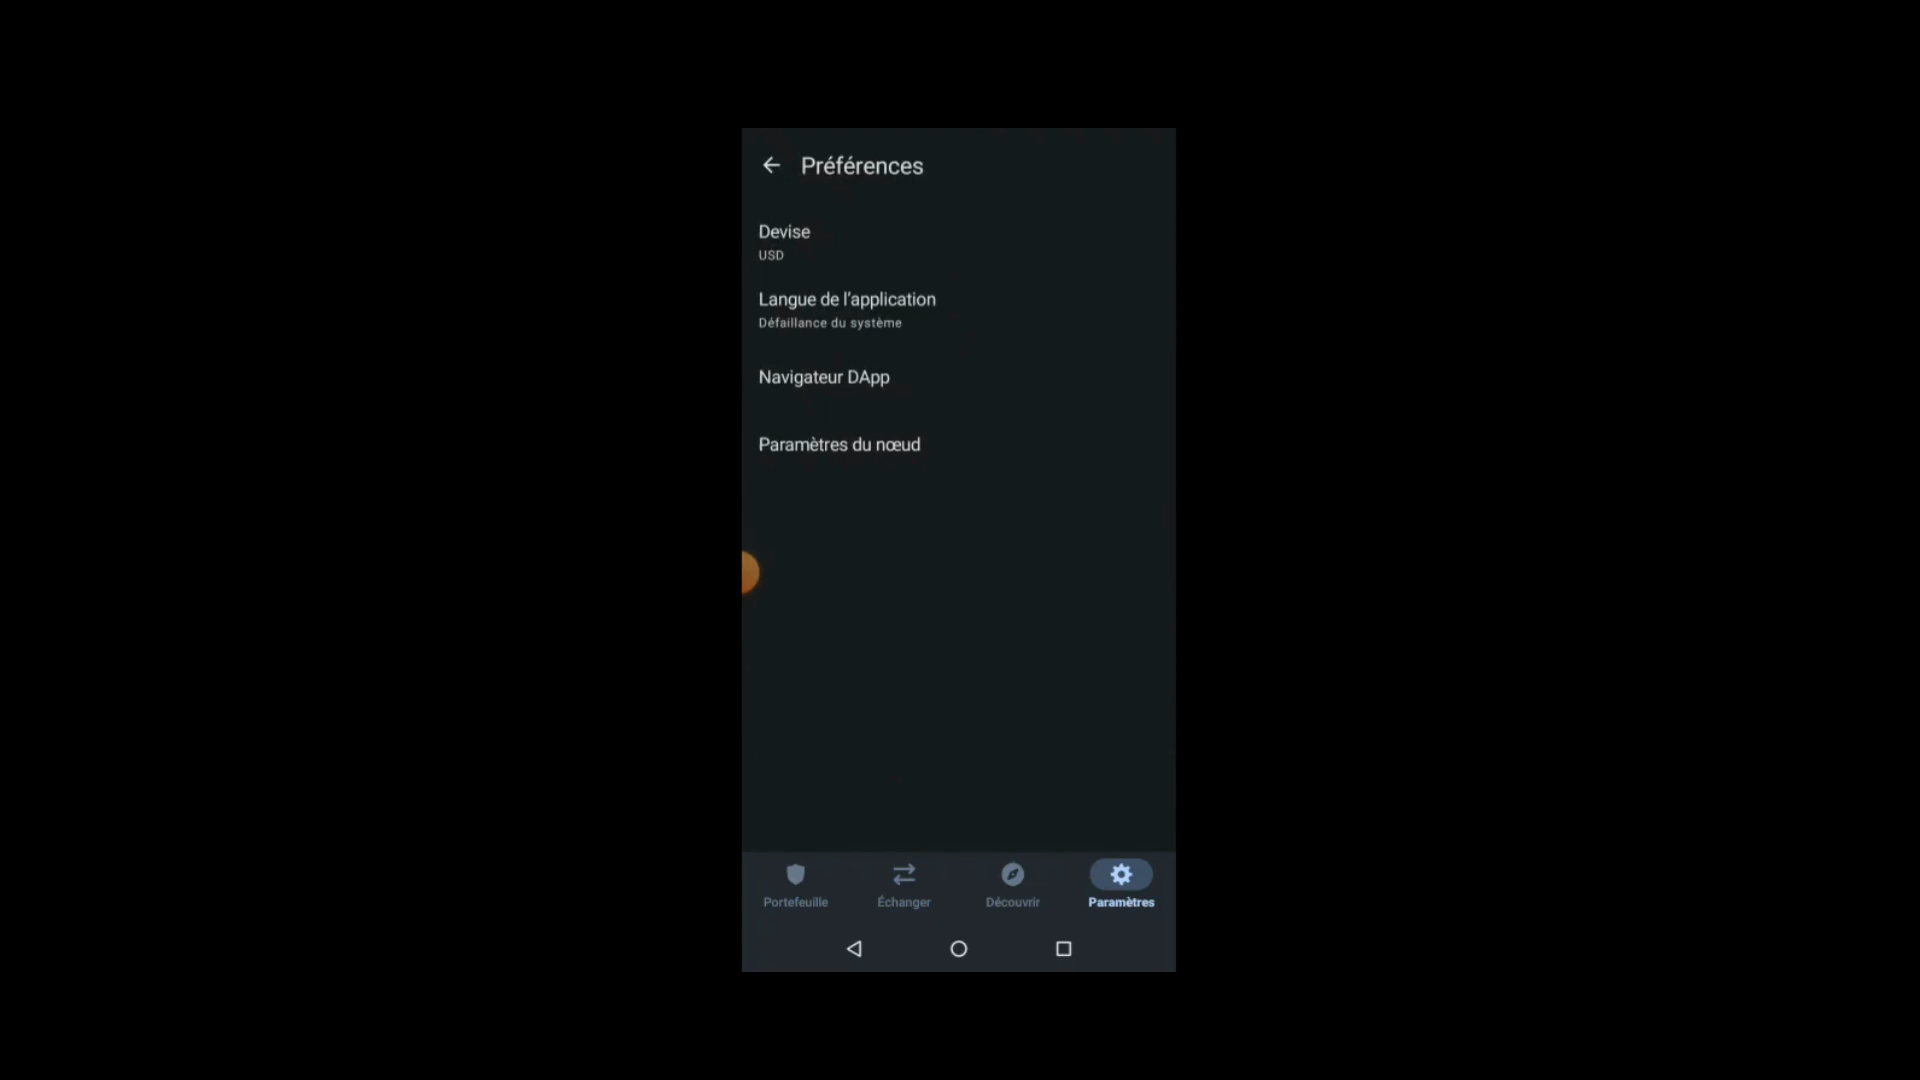 Préférences
Devise
USD
Langue de l’application
Défaillance du système
Navigateur DApp
Paramètres du nœud
Portefeuille
Échanger
Découvrir
Paramètres